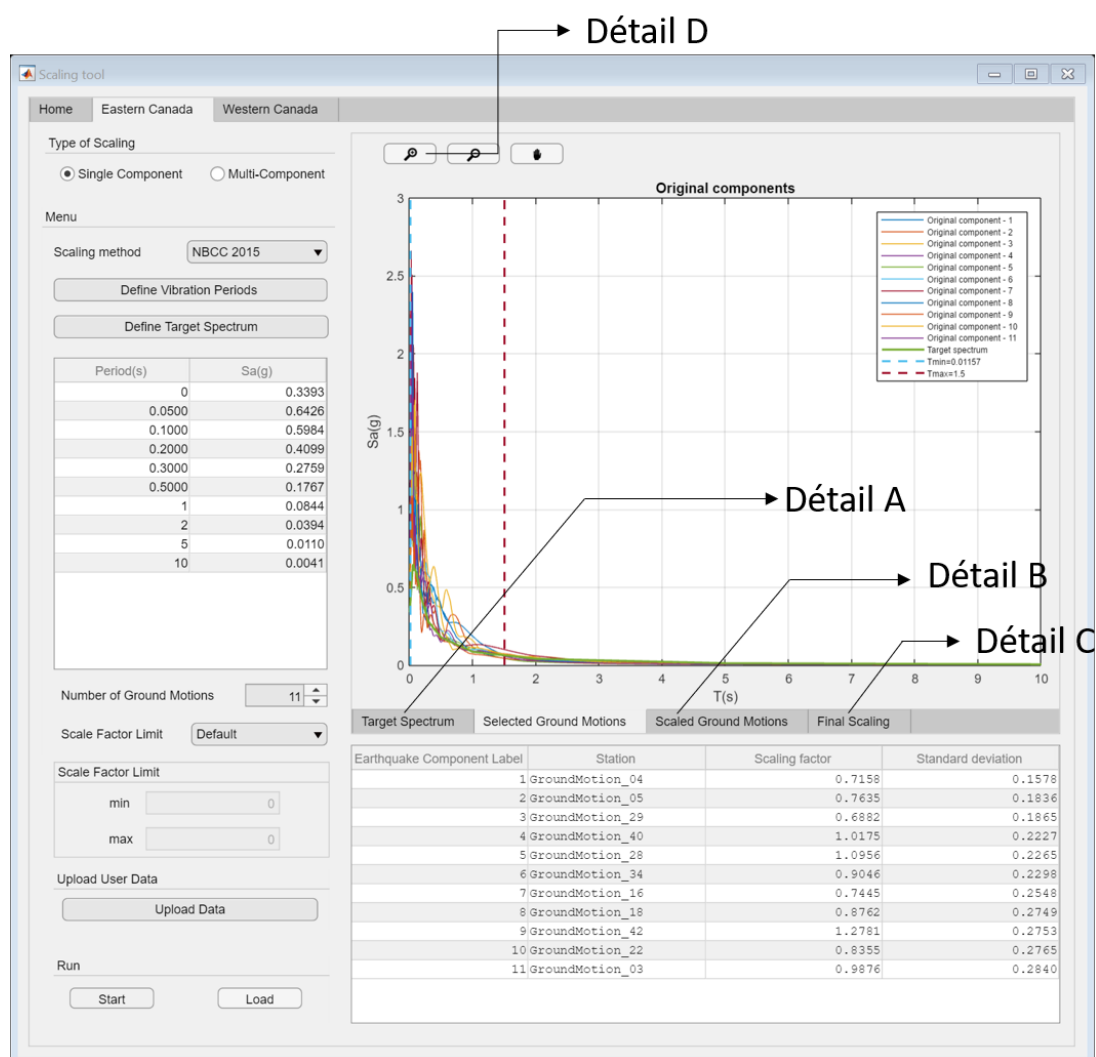 Détail D
Scaling tool
Home Eastern Canada Western Canada
Type of Scaling
Single Component Multi-Component
Menu
Scaling method NBCC 2015
Define Vibration Periods
Define Target Spectrum
Period(s) Sa(g)
0 0.3393
0.0500 0.6426
0.1000 0.5984
0.2000 0.4099
0.3000 0.2759
0.5000 0.1767
1 0.0844
2 0.0394
5 0.0110
10 0.0041
Number of Ground Motions 11
Scale Factor Limit Default
Scale Factor Limit
min 0
max 0
Upload User Data
Upload Data
Run
Start Load
Original components
Sa(g)
3
2.5
2
1.5
1
0.5
0
0 1 2 3 4 5 6 7 8 9 10
T(s)
Original component - 1
Original component - 2
Original component - 3
Original component - 4
Original component - 5
Original component - 6
Original component - 7
Original component - 8
Original component - 9
Original component - 10
Original component - 11
Target spectrum
Tmin=0.01157
Tmax=1.5
Détail A
Détail B
Détail C
Target Spectrum Selected Ground Motions Scaled Ground Motions Final Scaling
Earthquake Component Label Station Scaling factor Standard deviation
1 GroundMotion_04 0.7158 0.1578
2 GroundMotion_05 0.7635 0.1836
3 GroundMotion_29 0.6882 0.1865
4 GroundMotion_40 1.0175 0.2227
5 GroundMotion_28 1.0956 0.2265
6 GroundMotion_34 0.9046 0.2298
7 GroundMotion_16 0.7445 0.2548
8 GroundMotion_18 0.8762 0.2749
9 GroundMotion_42 1.2781 0.2753
10 GroundMotion_22 0.8355 0.2765
11 GroundMotion_03 0.9876 0.2840